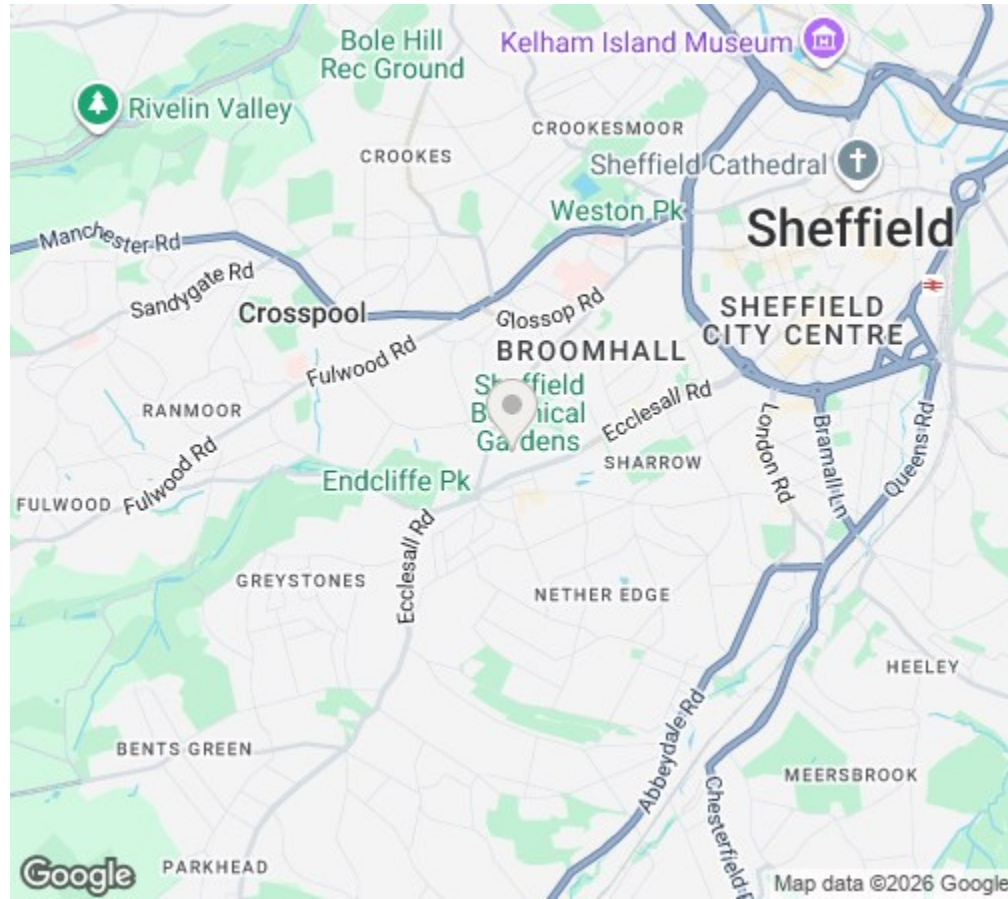 Bole Hill
Rec Ground
Kelham Island Museum
Rivelin Valley
CROOKESMOOR
CROOKES
Sheffield Cathedral
Weston Pk
Sheffield
Manchester Rd
Sandygate Rd
Crosspool
Glossop Rd
SHEFFIELD
CITY CENTRE
BROOMHALL
Fulwood Rd
Sheffield
Botanical
Gardens
RANMOOR
Ecclesall Rd
London Rd
Bramall Ln
Queens Rd
SHARROW
Fulwood Rd
Endcliffe Pk
FULWOOD
Ecclesall Rd
GREYSTONES
NETHER EDGE
HEELEY
Abbeydale Rd
BENTS GREEN
MEERSBROOK
Chesterfield
PARKHEAD
Google
Map data ©2026 Google